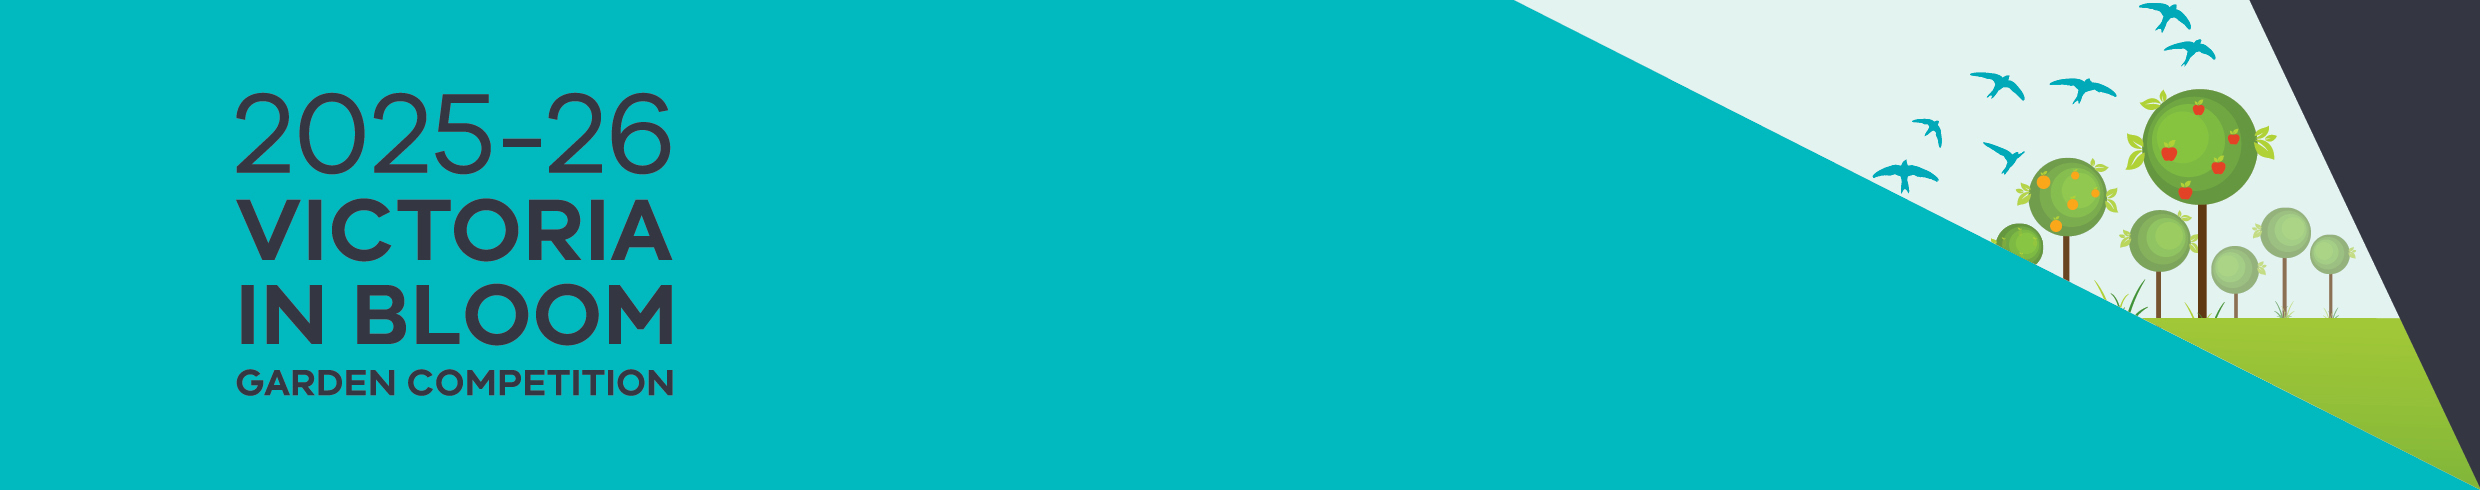 2025-26
VICTORIA
IN BLOOM
GARDEN COMPETITION